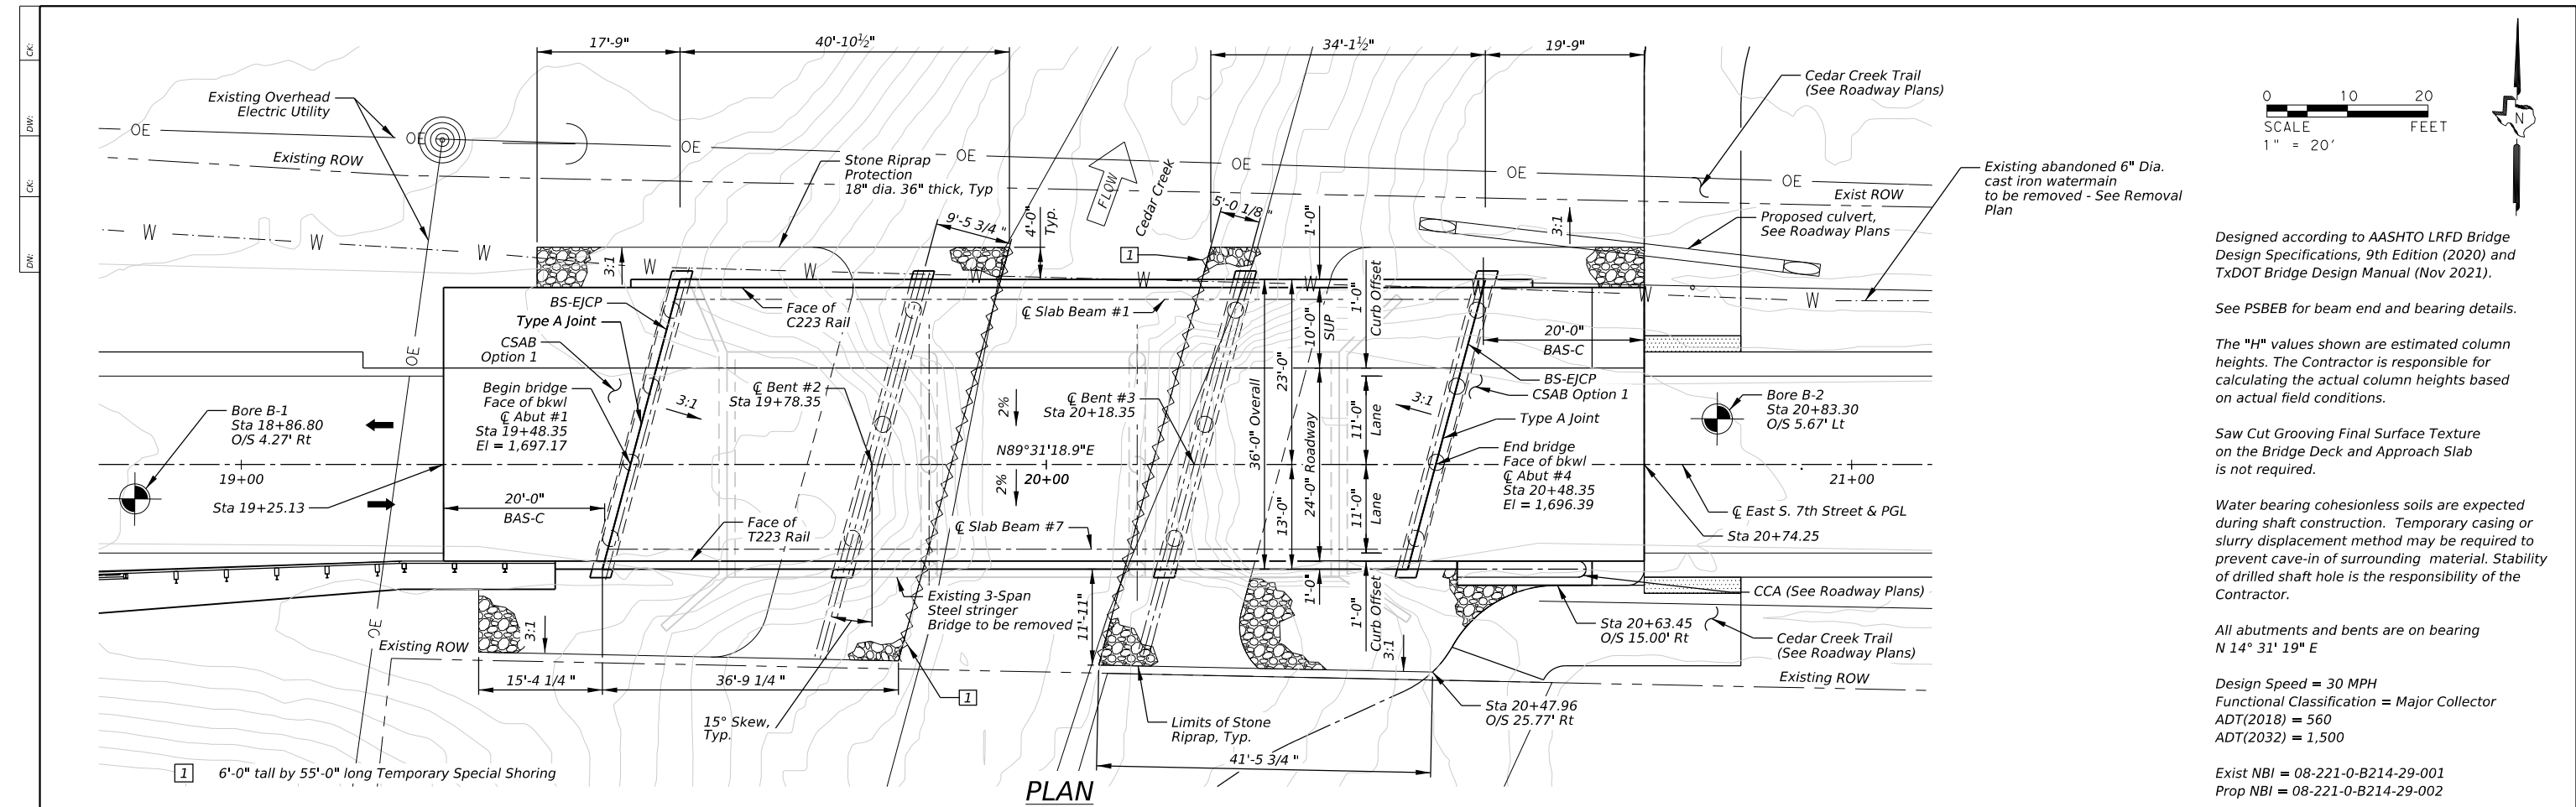 CK:
DW:
CK:
DN:
17'-9"
40'-10½"
34'-1½"
19'-9"
Existing Overhead
Electric Utility
OE
OE
OE
OE
OE
OE
OE
OE
OE
Existing ROW
Stone Riprap
Protection
18" dia. 36" thick, Typ
FLOW
Cedar Creek
9'-5 3/4 "
4'-0"
Typ.
5'-0 1/8 "
1'-0"
1
Cedar Creek Trail
(See Roadway Plans)
Exist ROW
Proposed culvert,
See Roadway Plans
Existing abandoned 6" Dia.
cast iron watermain
to be removed - See Removal
Plan
W
W
W
W
W
W
W
W
W
W
3:1
3:1
BS-EJCP
Type A Joint
CSAB
Option 1
Begin bridge
Face of bkwl
℄ Abut #1
Sta 19+48.35
El = 1,697.17
Face of
C223 Rail
℄ Slab Beam #1
3:1
℄ Bent #2
Sta 19+78.35
2%
℄ Bent #3
Sta 20+18.35
N89°31'18.9"E
2%
20+00
36'-0" Overall
23'-0"
13'-0"
10'-0"
SUP
24'-0" Roadway
1'-0"
Curb Offset
11'-0"
Lane
11'-0"
Lane
1'-0"
1'-0"
Curb Offset
3:1
20'-0"
BAS-C
BS-EJCP
CSAB Option 1
Type A Joint
End bridge
Face of bkwl
℄ Abut #4
Sta 20+48.35
El = 1,696.39
Bore B-1
Sta 18+86.80
O/S 4.27' Rt
19+00
Sta 19+25.13
20'-0"
BAS-C
Bore B-2
Sta 20+83.30
O/S 5.67' Lt
21+00
℄ East S. 7th Street & PGL
Sta 20+74.25
Face of
T223 Rail
℄ Slab Beam #7
Existing 3-Span
Steel stringer
Bridge to be removed
11'-11"
CCA (See Roadway Plans)
Sta 20+63.45
O/S 15.00' Rt
Cedar Creek Trail
(See Roadway Plans)
Existing ROW
3:1
3:1
Existing ROW
15'-4 1/4 "
36'-9 1/4 "
1
15° Skew,
Typ.
Limits of Stone
Riprap, Typ.
Sta 20+47.96
O/S 25.77' Rt
41'-5 3/4 "
1 6'-0" tall by 55'-0" long Temporary Special Shoring
PLAN
0 10 20
SCALE FEET
1" = 20'
N
Designed according to AASHTO LRFD Bridge
Design Specifications, 9th Edition (2020) and
TxDOT Bridge Design Manual (Nov 2021).
See PSBEB for beam end and bearing details.
The "H" values shown are estimated column
heights. The Contractor is responsible for
calculating the actual column heights based
on actual field conditions.
Saw Cut Grooving Final Surface Texture
on the Bridge Deck and Approach Slab
is not required.
Water bearing cohesionless soils are expected
during shaft construction. Temporary casing or
slurry displacement method may be required to
prevent cave-in of surrounding material. Stability
of drilled shaft hole is the responsibility of the
Contractor.
All abutments and bents are on bearing
N 14° 31' 19" E
Design Speed = 30 MPH
Functional Classification = Major Collector
ADT(2018) = 560
ADT(2032) = 1,500
Exist NBI = 08-221-0-B214-29-001
Prop NBI = 08-221-0-B214-29-002